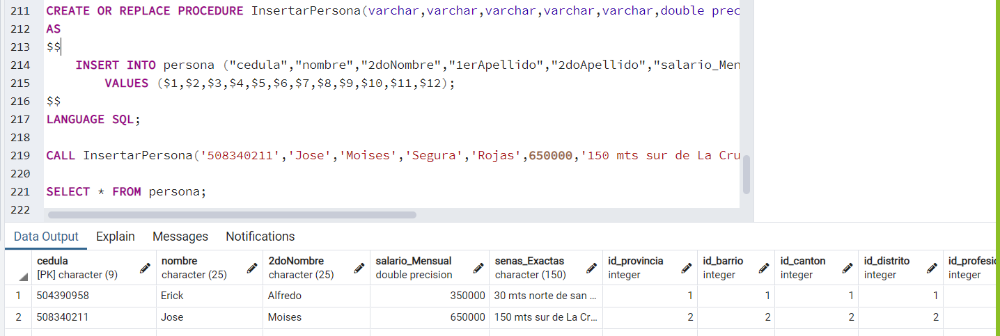 211 CREATE OR REPLACE PROCEDURE InsertarPersona(varchar,varchar,varchar,varchar,varchar,double prec
212 AS
213 $$
214 INSERT INTO persona ("cedula","nombre","2doNombre","1erApellido","2doApellido","salario_Men
215 VALUES ($1,$2,$3,$4,$5,$6,$7,$8,$9,$10,$11,$12);
216 $$
217 LANGUAGE SQL;
218
219 CALL InsertarPersona('508340211','Jose','Moises','Segura','Rojas',650000,'150 mts sur de La Cru
220
221 SELECT * FROM persona;
222
Data Output Explain Messages Notifications
cedula nombre 2doNombre salario_Mensual senas_Exactas id_provincia id_barrio id_canton id_distrito id_profesi
[PK] character (9) character (25) character (25) double precision character (150) integer integer integer integer integer
1 504390958 Erick Alfredo 350000 30 mts norte de san ... 1 1 1 1
2 508340211 Jose Moises 650000 150 mts sur de La Cr... 2 2 2 2